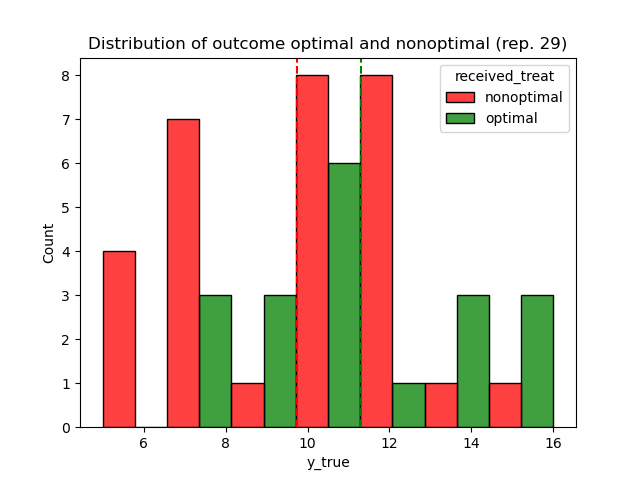 Distribution of outcome optimal and nonoptimal (rep. 29)
received_treat
nonoptimal
optimal
8
7
6
5
4
3
2
1
0
Count
6 8 10 12 14 16
y_true